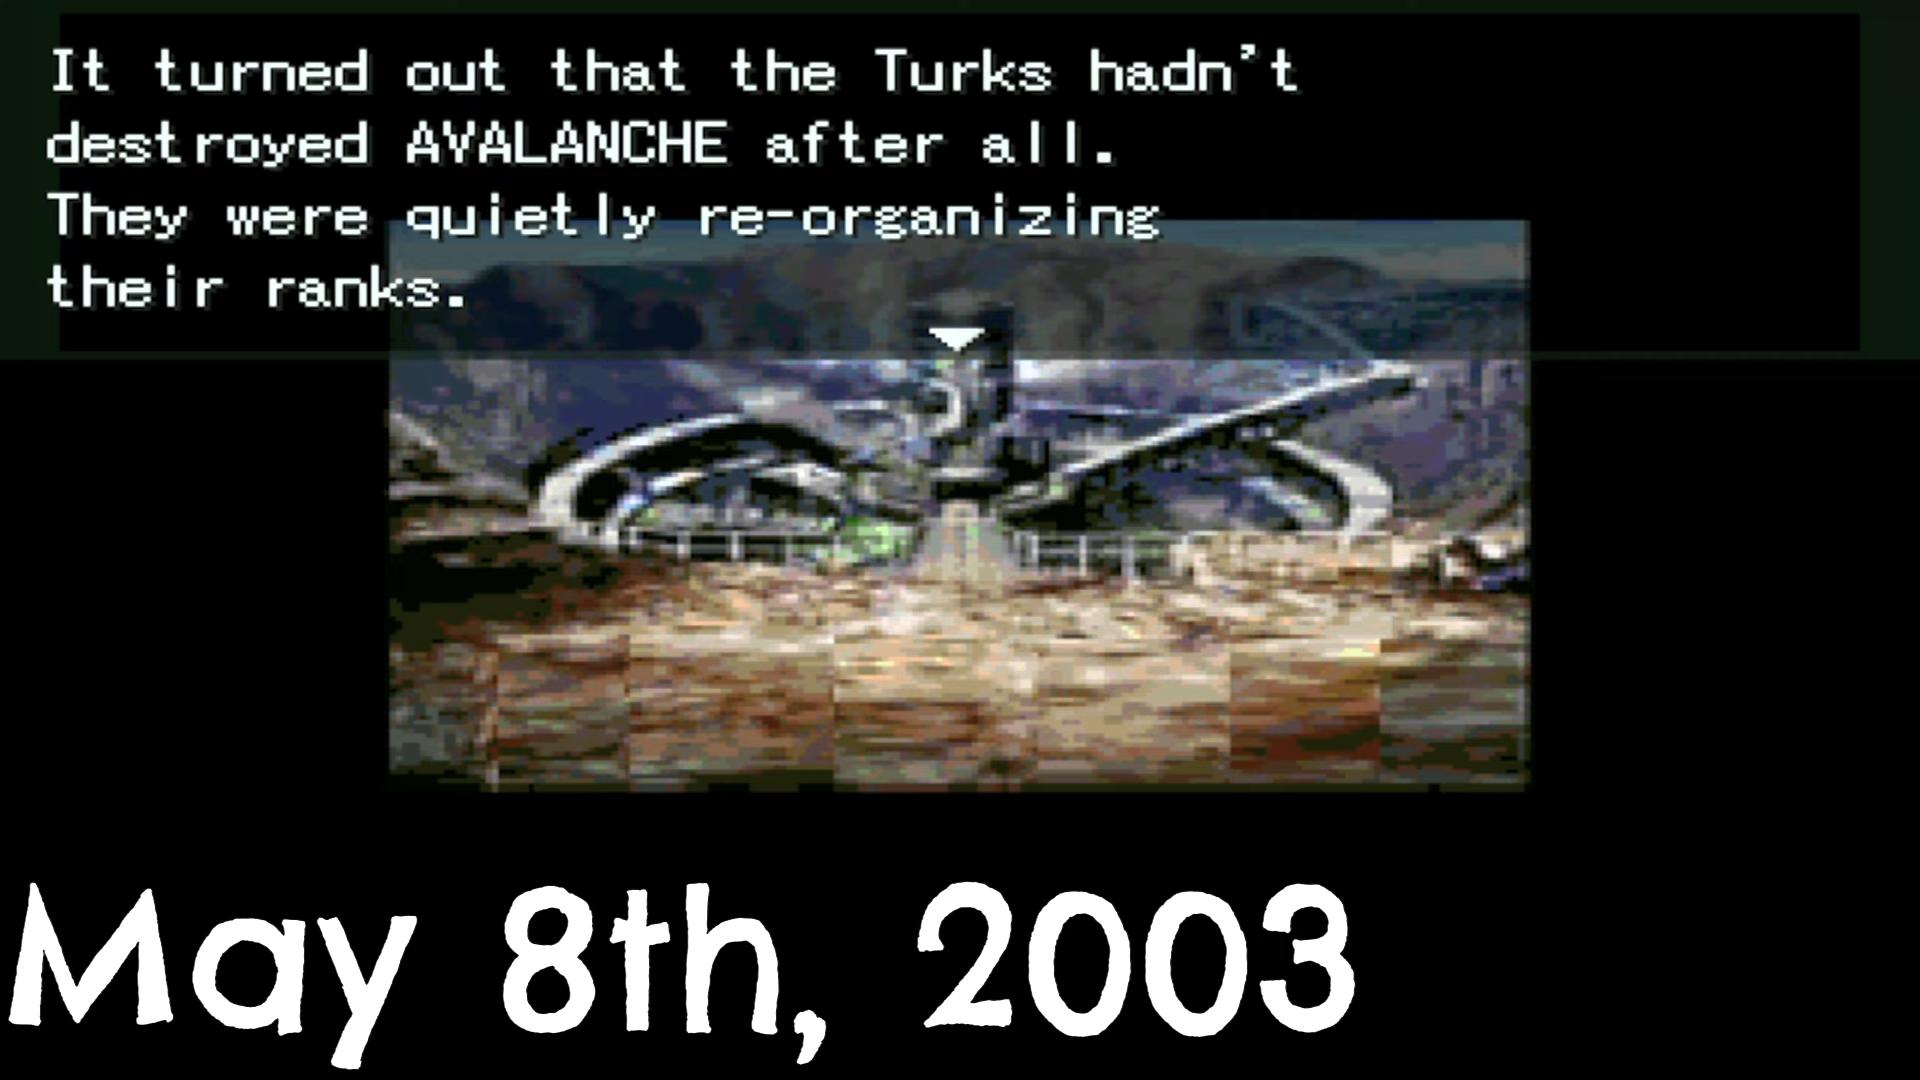 It turned out that the Turks hadn't
destroyed AVALANCHE after all.
They were quietly re-organizing
their ranks.
May 8th, 2003